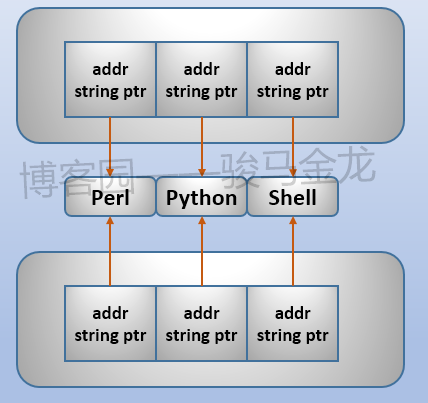 addr addr addr
string ptr string ptr string ptr
博客园——骏马金龙
Perl Python Shell
addr addr addr
string ptr string ptr string ptr